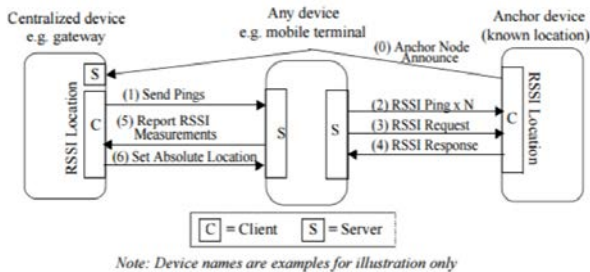 Centralized device
e.g. gateway
Any device
e.g. mobile terminal
Anchor device
(known location)
(0) Anchor Node
Announce
S
RSSI Location
C
(1) Send Pings
(5) Report RSSI
Measurements
(6) Set Absolute Location
S
S
(2) RSSI Ping x N
(3) RSSI Request
(4) RSSI Response
C
RSSI Location
C = Client S = Server
Note: Device names are examples for illustration only